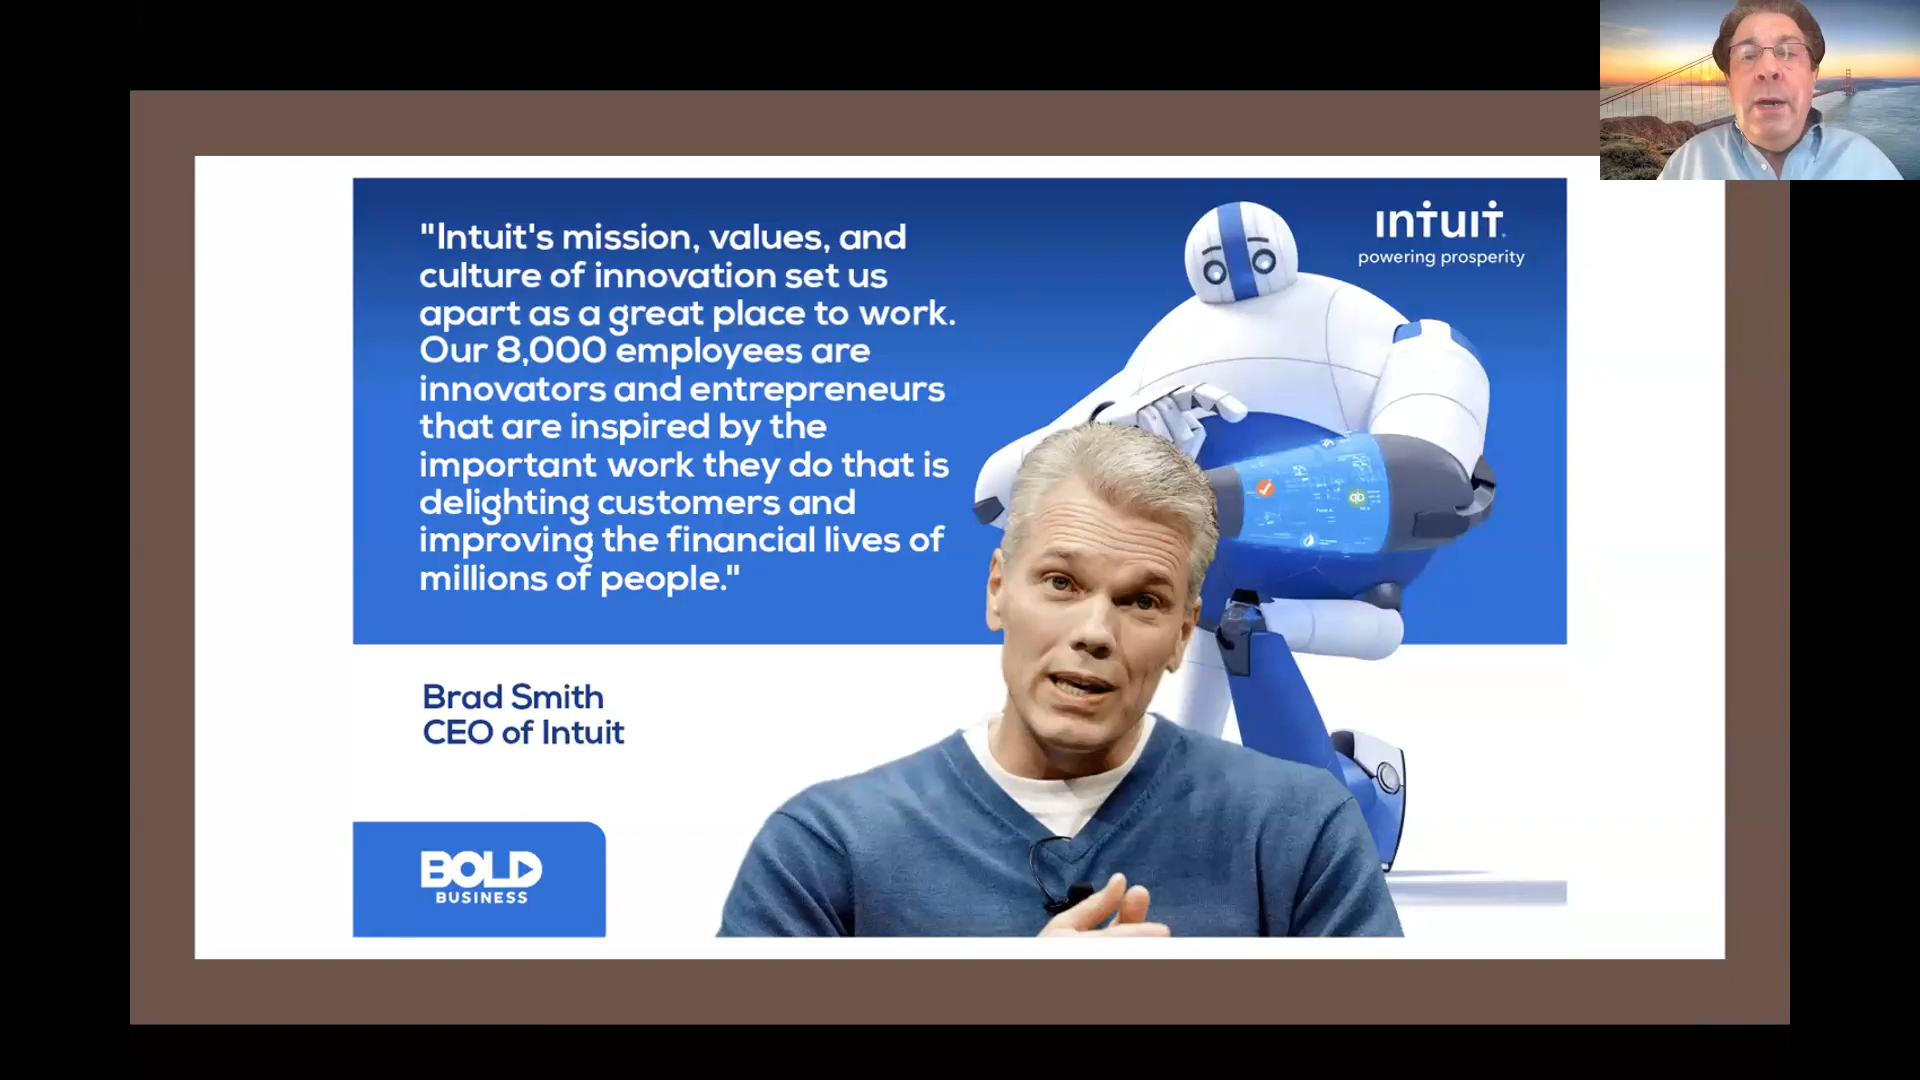 "Intuit's mission, values, and
culture of innovation set us
apart as a great place to work.
Our 8,000 employees are
innovators and entrepreneurs
that are inspired by the
important work they do that is
delighting customers and
improving the financial lives of
millions of people."
ıntuıt.
powering prosperity
qb
Brad Smith
CEO of Intuit
BOLD
BUSINESS